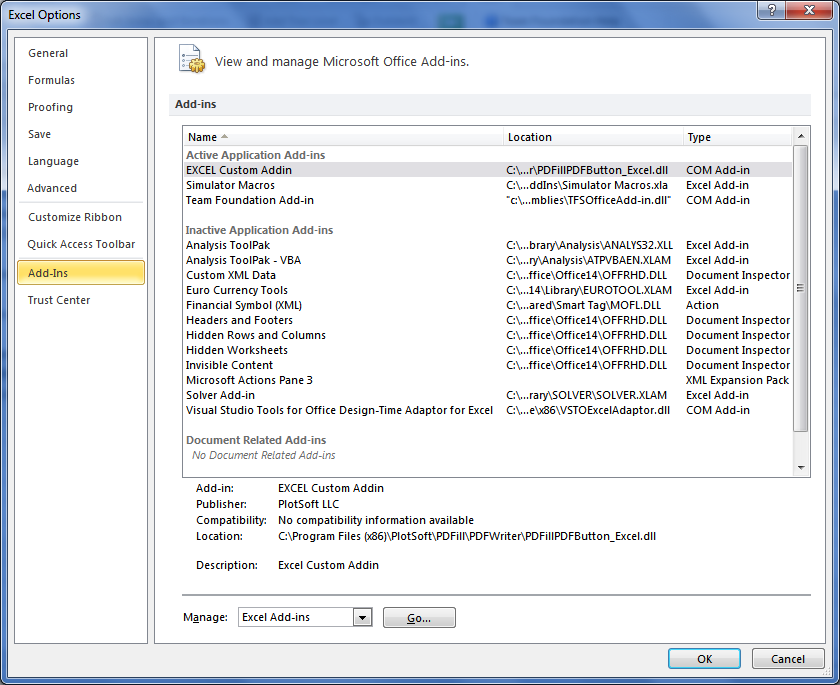 Excel Options
General
Formulas
Proofing
Save
Language
Advanced
Customize Ribbon
Quick Access Toolbar
Add-Ins
Trust Center
View and manage Microsoft Office Add-ins.
Add-ins
Name Location Type
Active Application Add-ins
EXCEL Custom Addin C:\...r\PDFillPDFButton_Excel.dll COM Add-in
Simulator Macros C:\...ddIns\Simulator Macros.xla Excel Add-in
Team Foundation Add-in "c:\...mblies\TFSOfficeAdd-in.dll" COM Add-in
Inactive Application Add-ins
Analysis ToolPak C:\...brary\Analysis\ANALYS32.XLL Excel Add-in
Analysis ToolPak - VBA C:\...ry\Analysis\ATPVBAEN.XLAM Excel Add-in
Custom XML Data C:\...ffice\Office14\OFFRHD.DLL Document Inspector
Euro Currency Tools C:\...14\Library\EUROTOOL.XLAM Excel Add-in
Financial Symbol (XML) C:\...ared\Smart Tag\MOFL.DLL Action
Headers and Footers C:\...ffice\Office14\OFFRHD.DLL Document Inspector
Hidden Rows and Columns C:\...ffice\Office14\OFFRHD.DLL Document Inspector
Hidden Worksheets C:\...ffice\Office14\OFFRHD.DLL Document Inspector
Invisible Content C:\...ffice\Office14\OFFRHD.DLL Document Inspector
Microsoft Actions Pane 3 XML Expansion Pack
Solver Add-in C:\...rary\SOLVER\SOLVER.XLAM Excel Add-in
Visual Studio Tools for Office Design-Time Adaptor for Excel C:\...e\x86\VSTOExcelAdaptor.dll COM Add-in
Document Related Add-ins
No Document Related Add-ins
Add-in: EXCEL Custom Addin
Publisher: PlotSoft LLC
Compatibility: No compatibility information available
Location: C:\Program Files (x86)\PlotSoft\PDFill\PDFWriter\PDFillPDFButton_Excel.dll
Description: Excel Custom Addin
Manage: Excel Add-ins Go...
OK Cancel